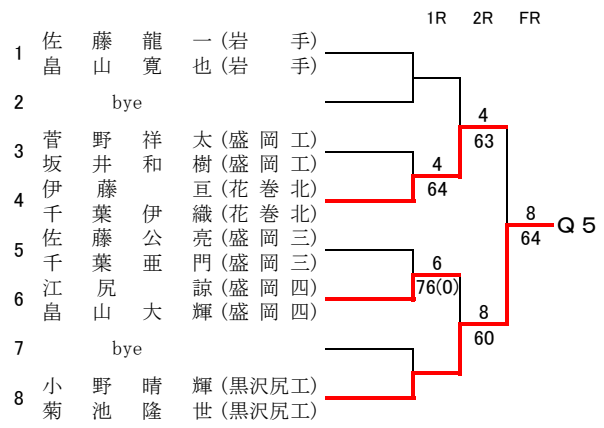 1R 2R FR
1 佐藤龍一(岩手)
畠山寛也(岩手)
2 bye
3 菅野祥太(盛岡工)
坂井和樹(盛岡工)
4 伊藤亘(花巻北)
千葉伊織(花巻北)
5 佐藤公亮(盛岡三)
千葉亜門(盛岡三)
6 江尻諒(盛岡四)
畠山大輝(盛岡四)
7 bye
8 小野晴輝(黒沢尻工)
菊池隆世(黒沢尻工)
4
64
6
76(0)
4
63
8
60
8
64
Q5